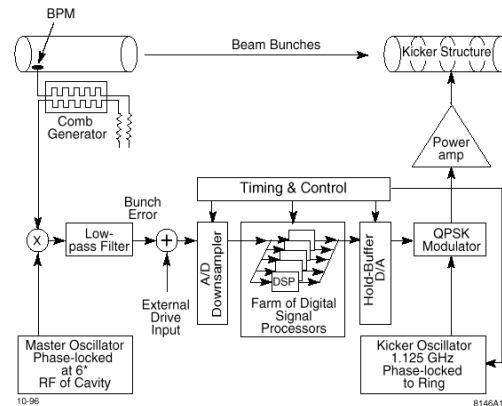 BPM
Beam Bunches
Kicker Structure
Comb
Generator
Power
amp
Timing & Control
Bunch
Error
X
Low-
pass Filter
+
A/D
Downsampler
DSP
Farm of Digital
Signal
Processors
Hold-Buffer
D/A
QPSK
Modulator
External
Drive
Input
Master Oscillator
Phase-locked
at 6*
RF of Cavity
Kicker Oscillator
1.125 GHz
Phase-locked
to Ring
10-96
8146A1